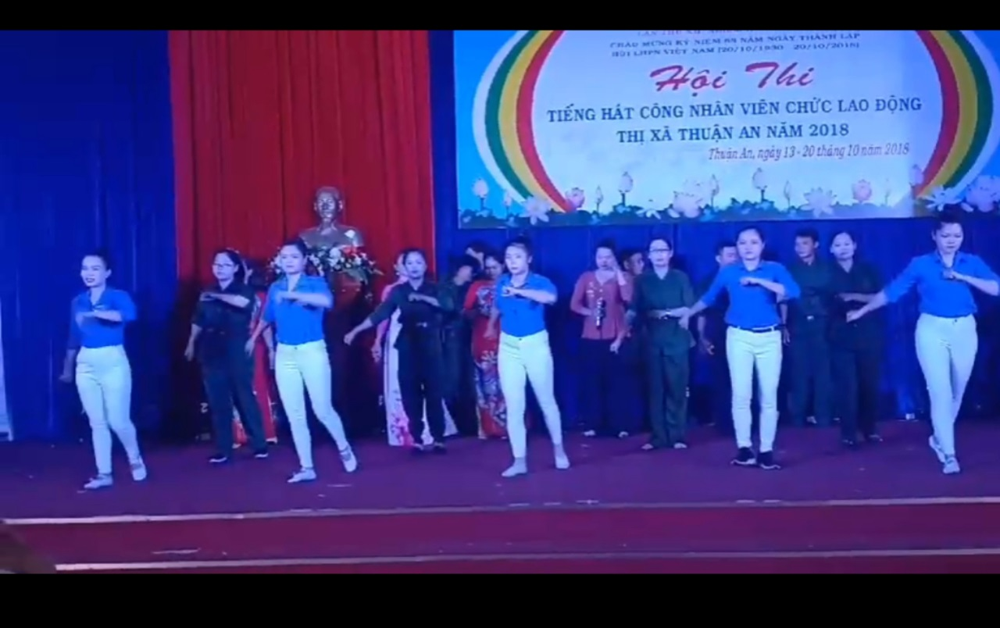 CHÀO MỪNG KỶ NIỆM 88 NĂM NGÀY THÀNH LẬP
HỘI LHPN VIỆT NAM (20/10/1930 - 20/10/2018)
Hội Thi
TIẾNG HÁT CÔNG NHÂN VIÊN CHỨC LAO ĐỘNG
THỊ XÃ THUẬN AN NĂM 2018
Thuận An, ngày 13 - 20 tháng 10 năm 2018